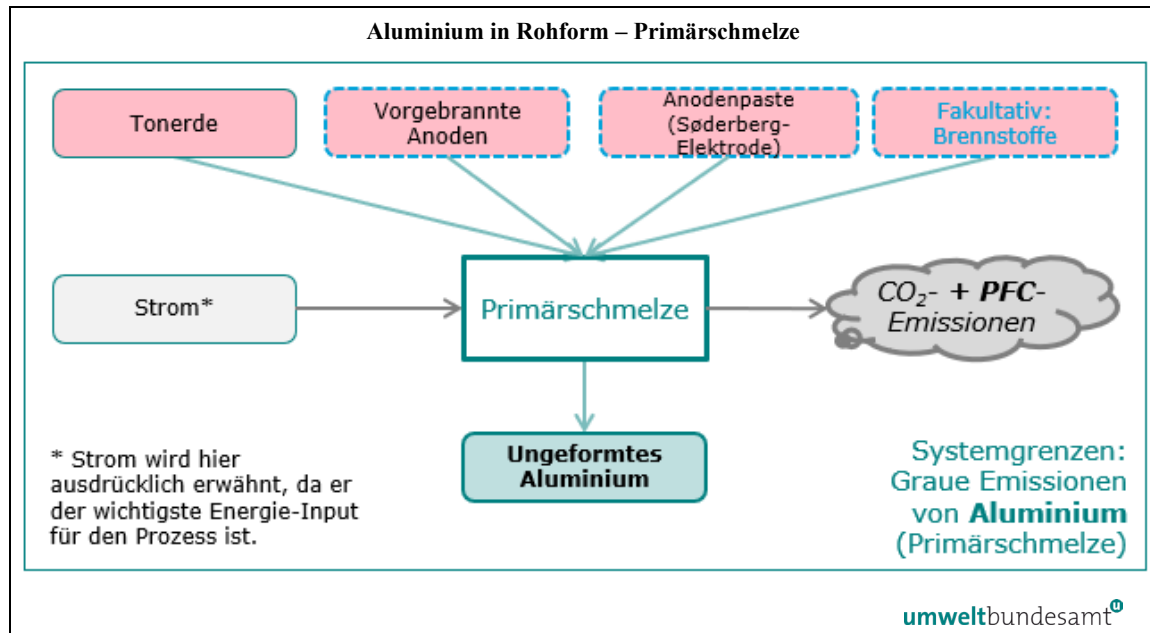 Aluminium in Rohform – Primärschmelze
Tonerde
Vorgebrannte
Anoden
Anodenpaste
(Søderberg-
Elektrode)
Fakultativ:
Brennstoffe
Strom*
Primärschmelze
CO₂- + PFC-
Emissionen
Ungeformtes
Aluminium
* Strom wird hier
ausdrücklich erwähnt, da er
der wichtigste Energie-Input
für den Prozess ist.
Systemgrenzen:
Graue Emissionen
von Aluminium
(Primärschmelze)
umweltbundesamt u